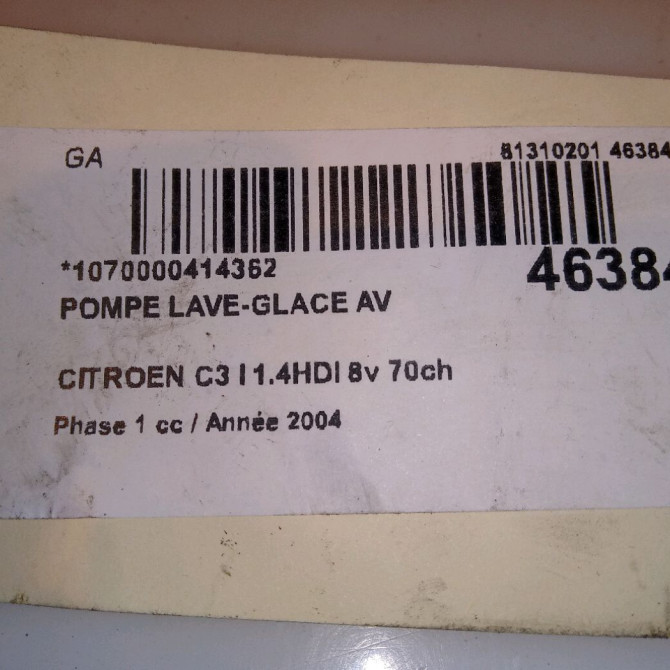 GA
81310201 46384
*1070000414362
46384
POMPE LAVE-GLACE AV
CITROEN C3 I 1.4HDI 8v 70ch
Phase 1 cc / Année 2004